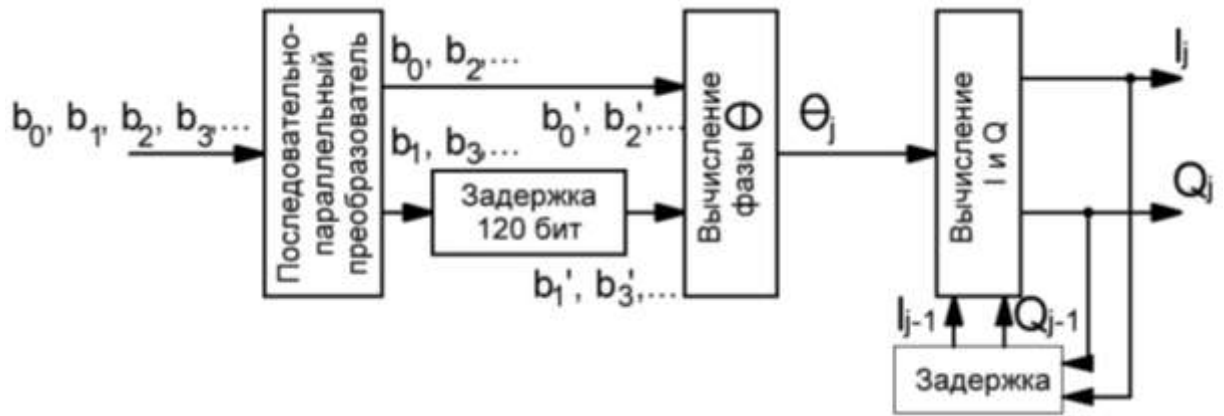 b₀, b₁, b₂, b₃,...
Последовательно-
параллельный
преобразователь
b₀, b₂,...
b₀', b₂',...
b₁, b₃,...
Задержка
120 бит
b₁', b₃',...
Вычисление
фазы Θ
Θⱼ
Вычисление
I и Q
Iⱼ
Qⱼ
Iⱼ₋₁
Qⱼ₋₁
Задержка